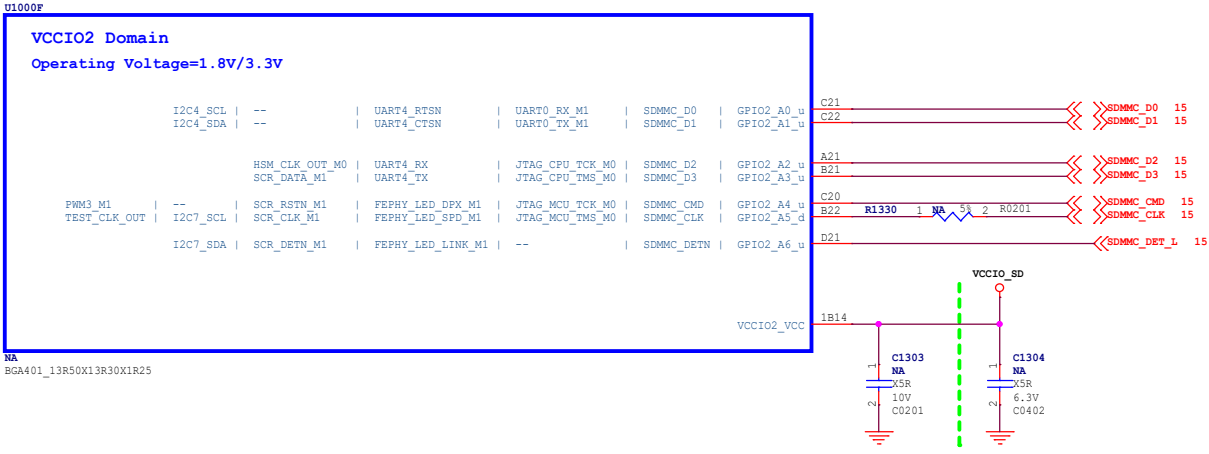 U1000F
VCCIO2 Domain
Operating Voltage=1.8V/3.3V
I2C4_SCL | -- | UART4_RTSN | UART0_RX_M1 | SDMMC_D0 | GPIO2_A0_u C21 SDMMC_D0 15
I2C4_SDA | -- | UART4_CTSN | UART0_TX_M1 | SDMMC_D1 | GPIO2_A1_u C22 SDMMC_D1 15
HSM_CLK_OUT_M0 | UART4_RX | JTAG_CPU_TCK_M0 | SDMMC_D2 | GPIO2_A2_u A21 SDMMC_D2 15
SCR_DATA_M1 | UART4_TX | JTAG_CPU_TMS_M0 | SDMMC_D3 | GPIO2_A3_u B21 SDMMC_D3 15
PWM3_M1 | -- | SCR_RSTN_M1 | FEPHY_LED_DPX_M1 | JTAG_MCU_TCK_M0 | SDMMC_CMD | GPIO2_A4_u C20 SDMMC_CMD 15
TEST_CLK_OUT | I2C7_SCL | SCR_CLK_M1 | FEPHY_LED_SPD_M1 | JTAG_MCU_TMS_M0 | SDMMC_CLK | GPIO2_A5_d B22 R1330 1 NA 5% 2 R0201 SDMMC_CLK 15
I2C7_SDA | SCR_DETN_M1 | FEPHY_LED_LINK_M1 | -- | SDMMC_DETN | GPIO2_A6_u D21 SDMMC_DET_L 15
VCCIO_SD
VCCIO2_VCC 1B14
NA
BGA401_13R50X13R30X1R25
1
C1303
NA
X5R
10V
C0201
2
1
C1304
NA
X5R
6.3V
C0402
2